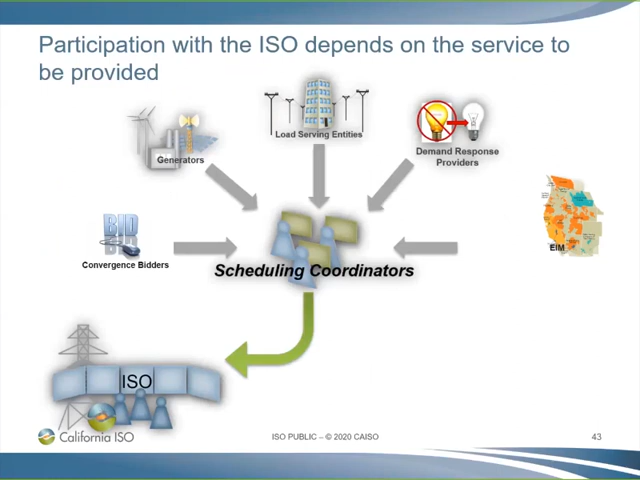 Participation with the ISO depends on the service to
be provided
Load Serving Entities
Generators
Demand Response
Providers
BID
Convergence Bidders
EIM
Scheduling Coordinators
ISO
California ISO
ISO PUBLIC – © 2020 CAISO
43